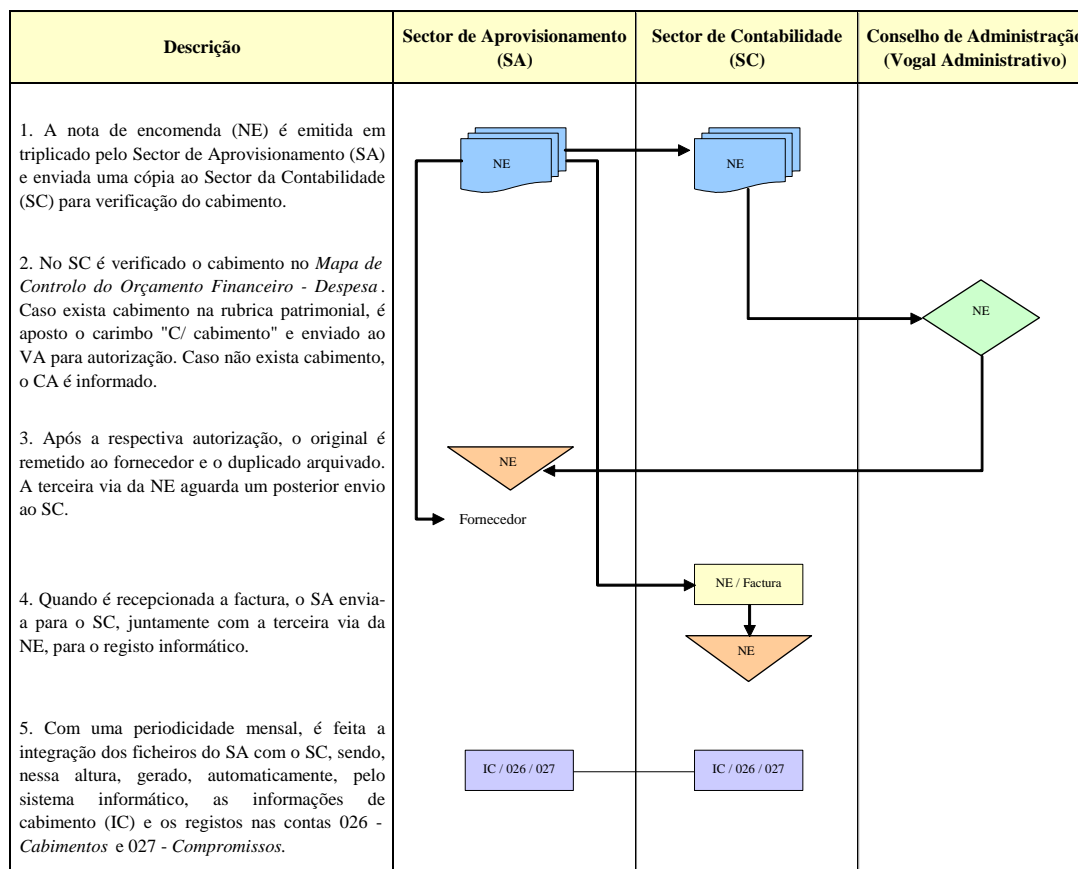 Descrição
Sector de Aprovisionamento
(SA)
Sector de Contabilidade
(SC)
Conselho de Administração
(Vogal Administrativo)
1. A nota de encomenda (NE) é emitida em
triplicado pelo Sector de Aprovisionamento (SA)
e enviada uma cópia ao Sector da Contabilidade
(SC) para verificação do cabimento.
NE
NE
2. No SC é verificado o cabimento no Mapa de
Controlo do Orçamento Financeiro - Despesa.
Caso exista cabimento na rubrica patrimonial, é
aposto o carimbo "C/ cabimento" e enviado ao
VA para autorização. Caso não exista cabimento,
o CA é informado.
NE
3. Após a respectiva autorização, o original é
remetido ao fornecedor e o duplicado arquivado.
A terceira via da NE aguarda um posterior envio
ao SC.
NE
Fornecedor
4. Quando é recepcionada a factura, o SA envia-
a para o SC, juntamente com a terceira via da
NE, para o registo informático.
NE / Factura
NE
5. Com uma periodicidade mensal, é feita a
integração dos ficheiros do SA com o SC, sendo,
nessa altura, gerado, automaticamente, pelo
sistema informático, as informações de
cabimento (IC) e os registos nas contas 026 -
Cabimentos e 027 - Compromissos.
IC / 026 / 027
IC / 026 / 027